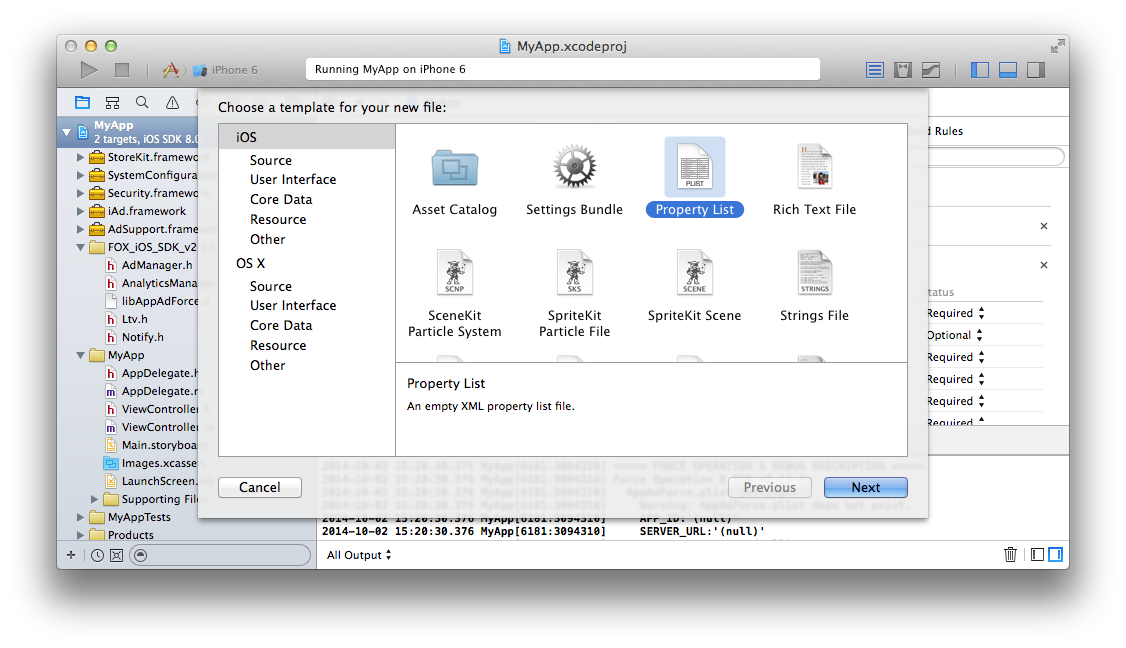 MyApp.xcodeproj
iPhone 6
Running MyApp on iPhone 6
Choose a template for your new file:
MyApp
2 targets, iOS SDK 8.0
StoreKit.framewo
SystemConfigura
Security.framewo
iAd.framework
AdSupport.frame
FOX_iOS_SDK_v2
AdManager.h
AnalyticsManag
libAppAdForce
Ltv.h
Notify.h
MyApp
AppDelegate.h
AppDelegate.m
ViewController
ViewController
Main.storyboa
Images.xcasse
LaunchScreen.
Supporting File
MyAppTests
Products
iOS
Source
User Interface
Core Data
Resource
Other
OS X
Source
User Interface
Core Data
Resource
Other
Asset Catalog
Settings Bundle
PLIST
Property List
Rich Text File
SCNP
SceneKit
Particle System
SKS
SpriteKit
Particle File
SCENE
SpriteKit Scene
STRINGS
Strings File
Property List
An empty XML property list file.
Cancel
Previous
Next
Rules
tatus
Required
Optional
Required
Required
Required
Required
2014-10-02 15:20:30.376 MyApp[6181:3094310] ===== FORCE OPERATION X DEBUG DESCRIPTION =====
2014-10-02 15:20:30.376 MyApp[6181:3094310] Force Operation X
2014-10-02 15:20:30.376 MyApp[6181:3094310] AppAdForce.plist
2014-10-02 15:20:30.376 MyApp[6181:3094310] Warning: AppAdForce.plist does not exist.
2014-10-02 15:20:30.376 MyApp[6181:3094310] APP_ID:'(null)'
2014-10-02 15:20:30.376 MyApp[6181:3094310] SERVER_URL:'(null)'
All Output